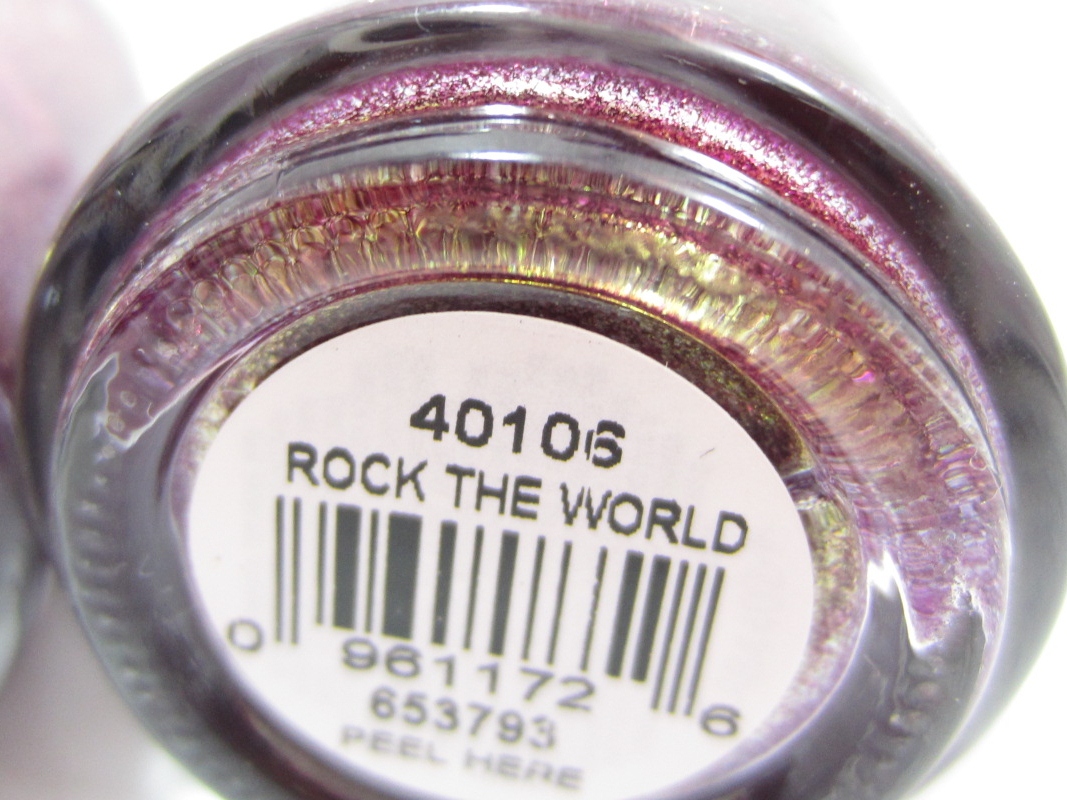 40106
ROCK THE WORLD
0 961172 6
653793
PEEL HERE